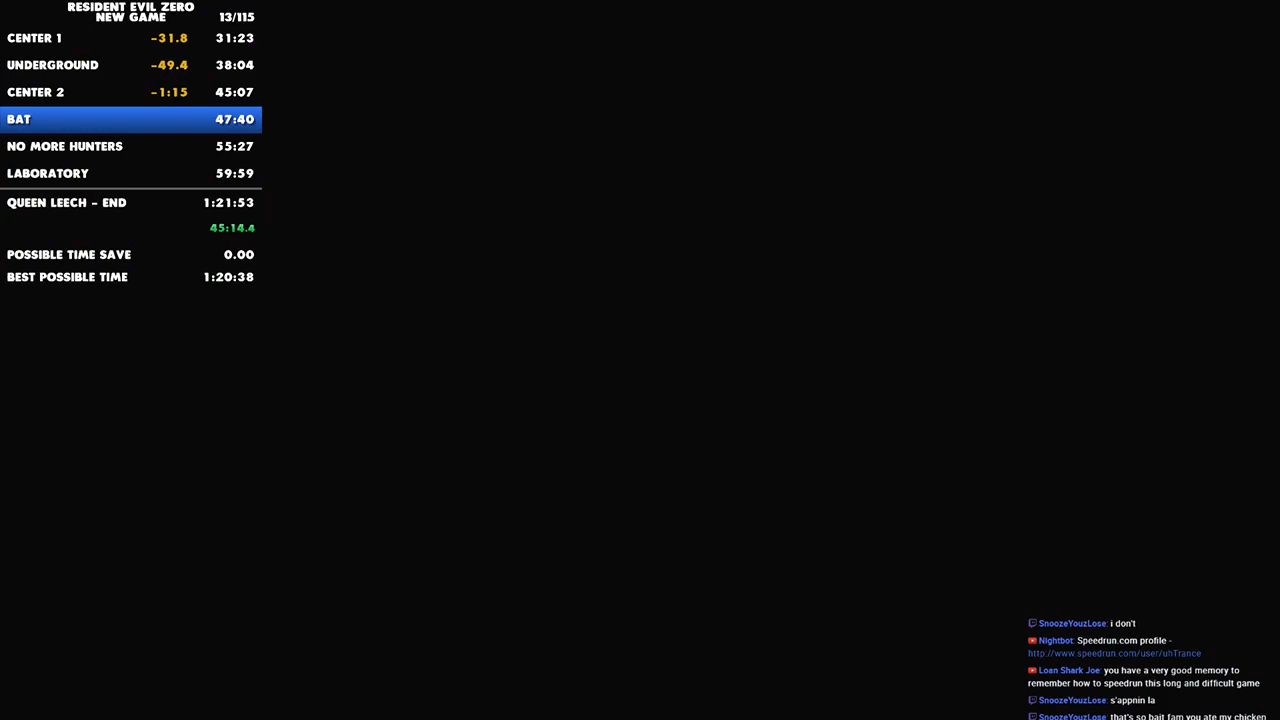 RESIDENT EVIL ZERO
NEW GAME 13/115
CENTER 1 -31.8 31:23
UNDERGROUND -49.4 38:04
CENTER 2 -1:15 45:07
BAT 47:40
NO MORE HUNTERS 55:27
LABORATORY 59:59
QUEEN LEECH - END 1:21:53
45:14.4
POSSIBLE TIME SAVE 0.00
BEST POSSIBLE TIME 1:20:38
SnoozeYouzLose: i don't
Nightbot: Speedrun.com profile -
http://www.speedrun.com/user/uhTrance
Loan Shark Joe: you have a very good memory to
remember how to speedrun this long and difficult game
SnoozeYouzLose: s'appnin la
SnoozeYouzLose: that's so bait fam you ate my chicken